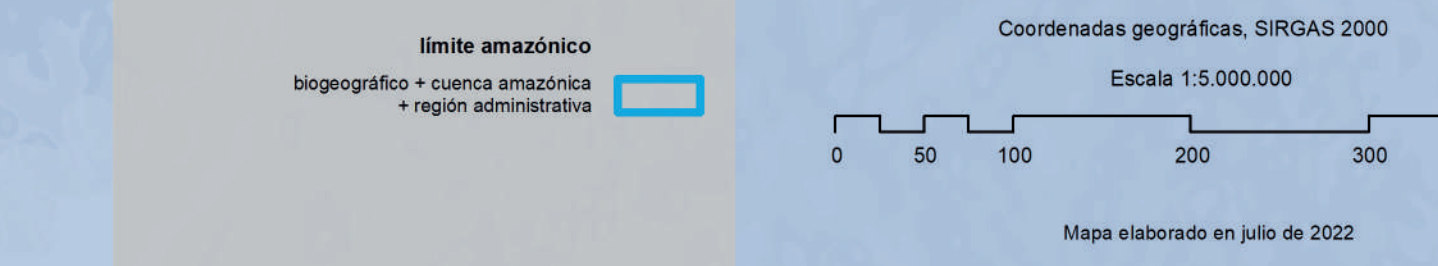 límite amazónico
biogeográfico + cuenca amazónica
+ región administrativa
Coordenadas geográficas, SIRGAS 2000
Escala 1:5.000.000
0 50 100 200 300
Mapa elaborado en julio de 2022